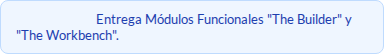 Entrega Módulos Funcionales "The Builder" y
"The Workbench".